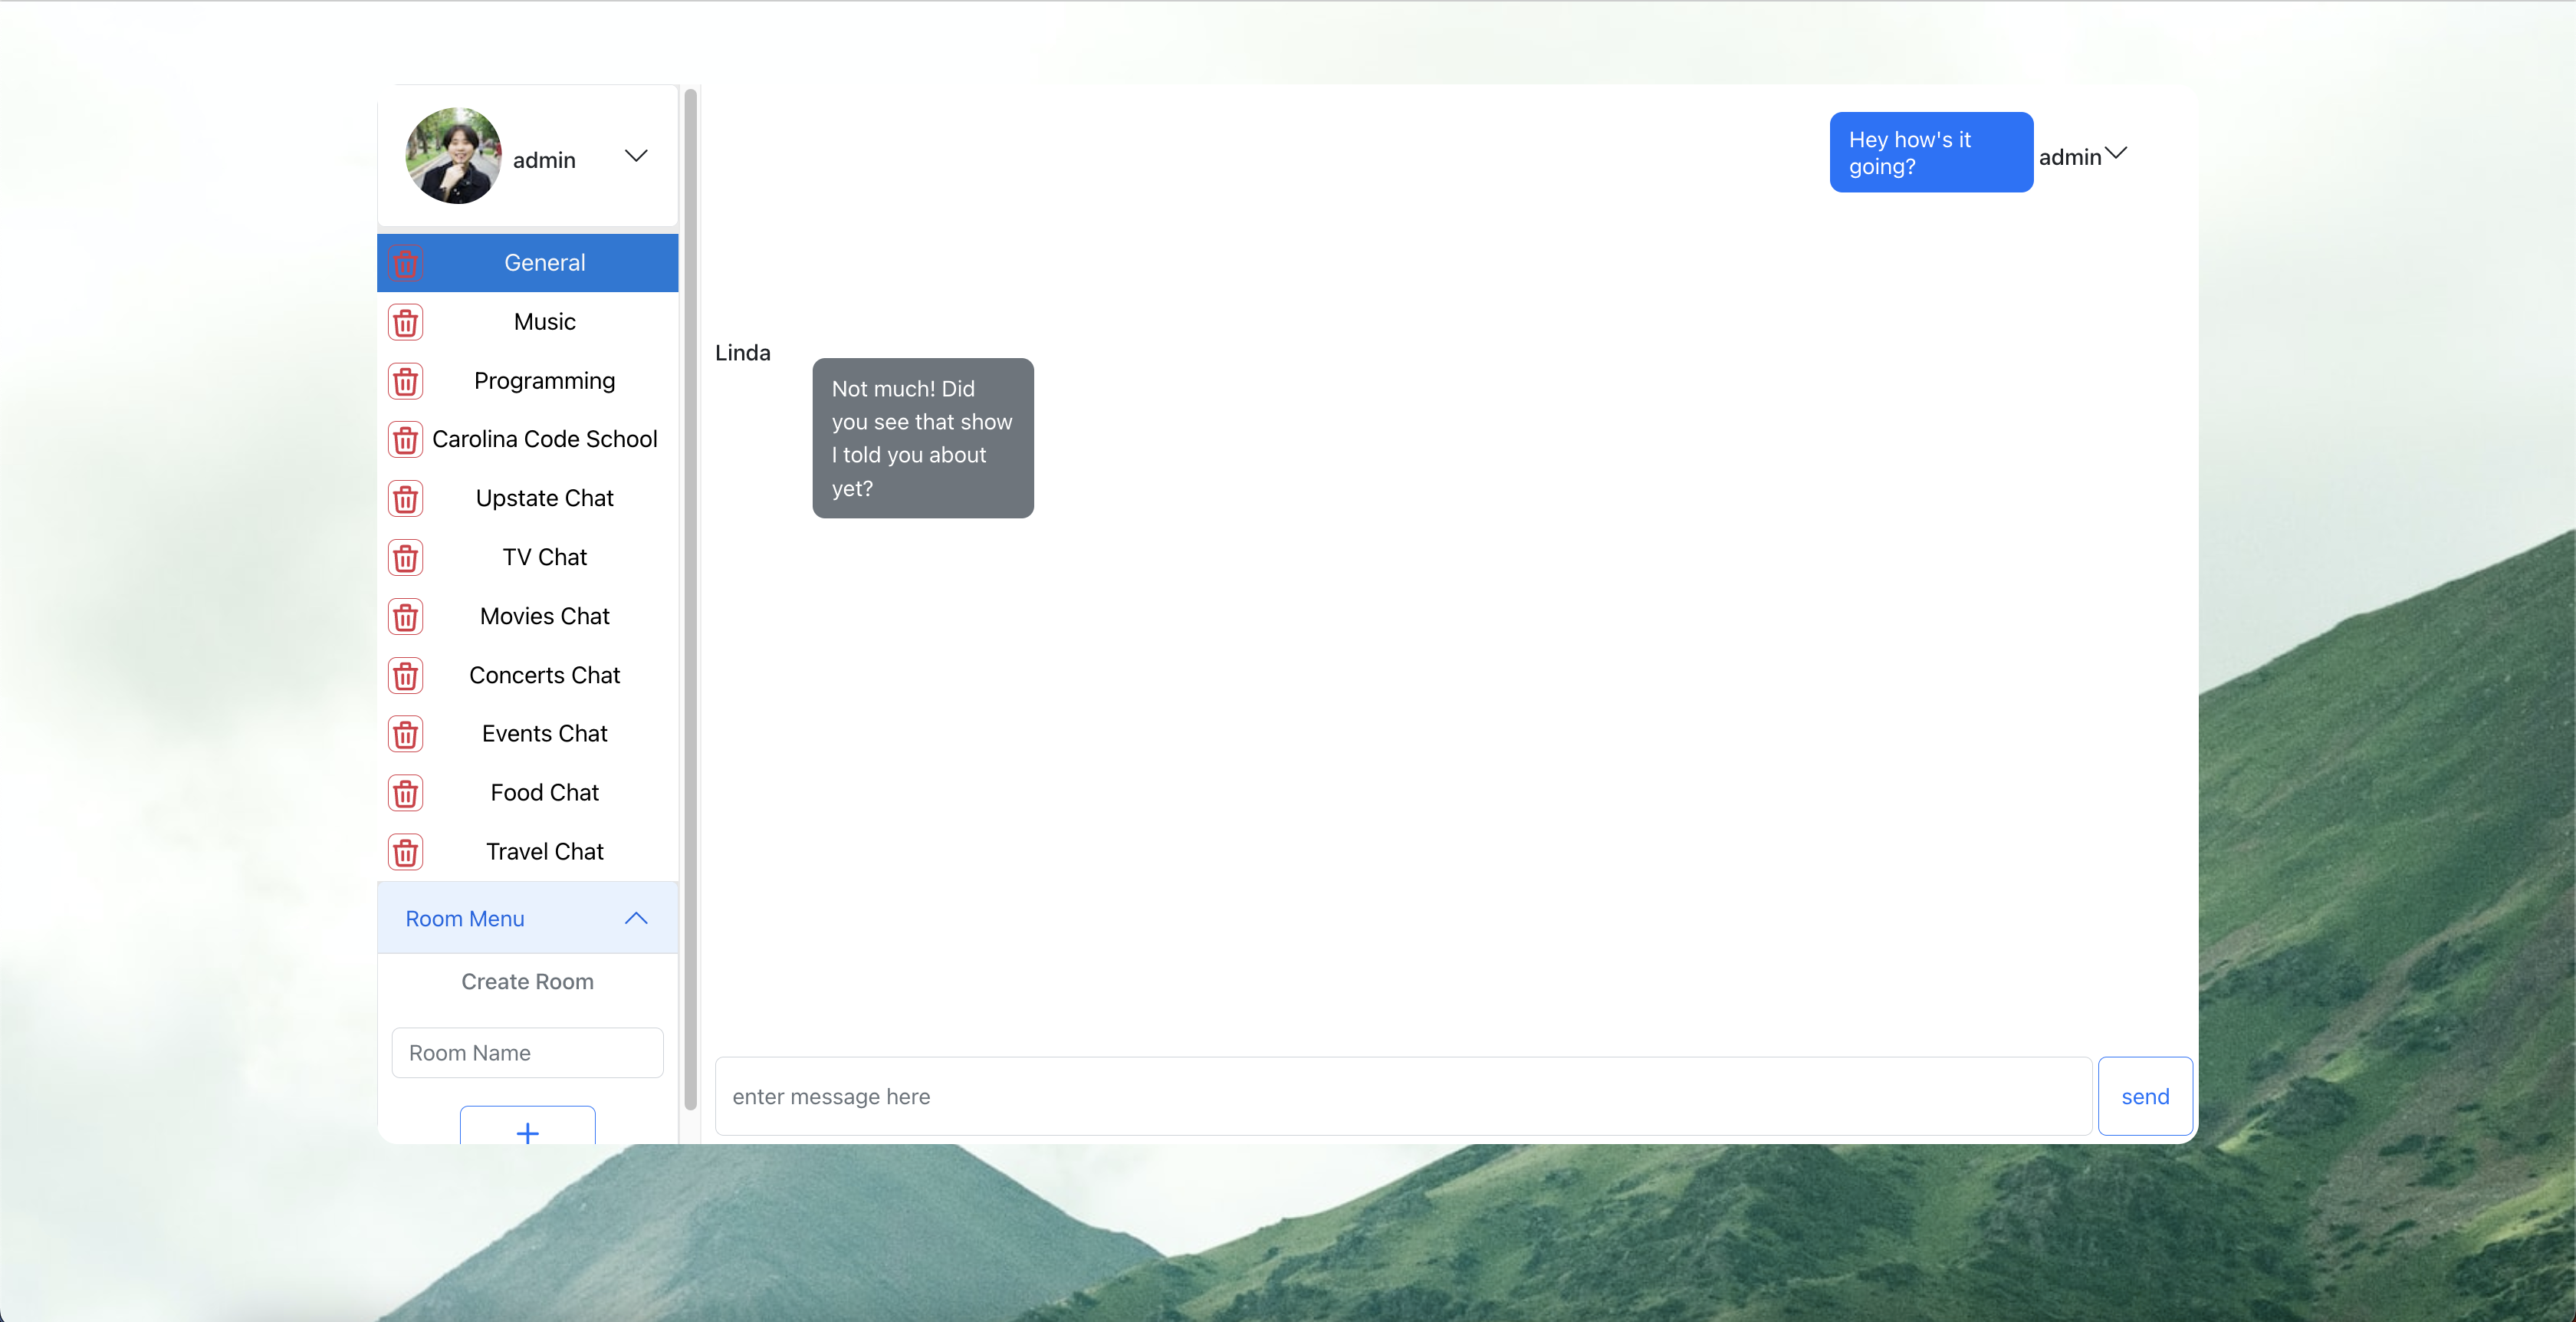 admin
General
Music
Programming
Carolina Code School
Upstate Chat
TV Chat
Movies Chat
Concerts Chat
Events Chat
Food Chat
Travel Chat
Room Menu
Create Room
Room Name
+
Hey how's it
going?
admin
Linda
Not much! Did
you see that show
I told you about
yet?
enter message here
send